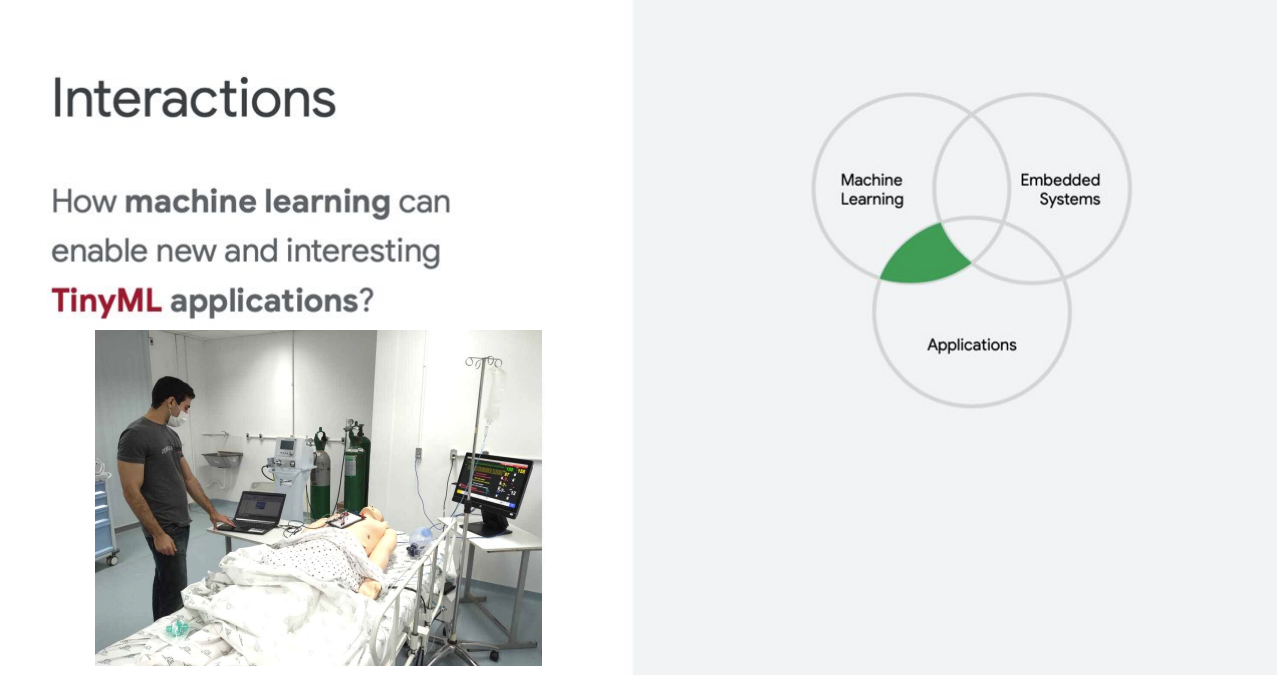 Interactions
How machine learning can
enable new and interesting
TinyML applications?
Machine
Learning
Embedded
Systems
Applications